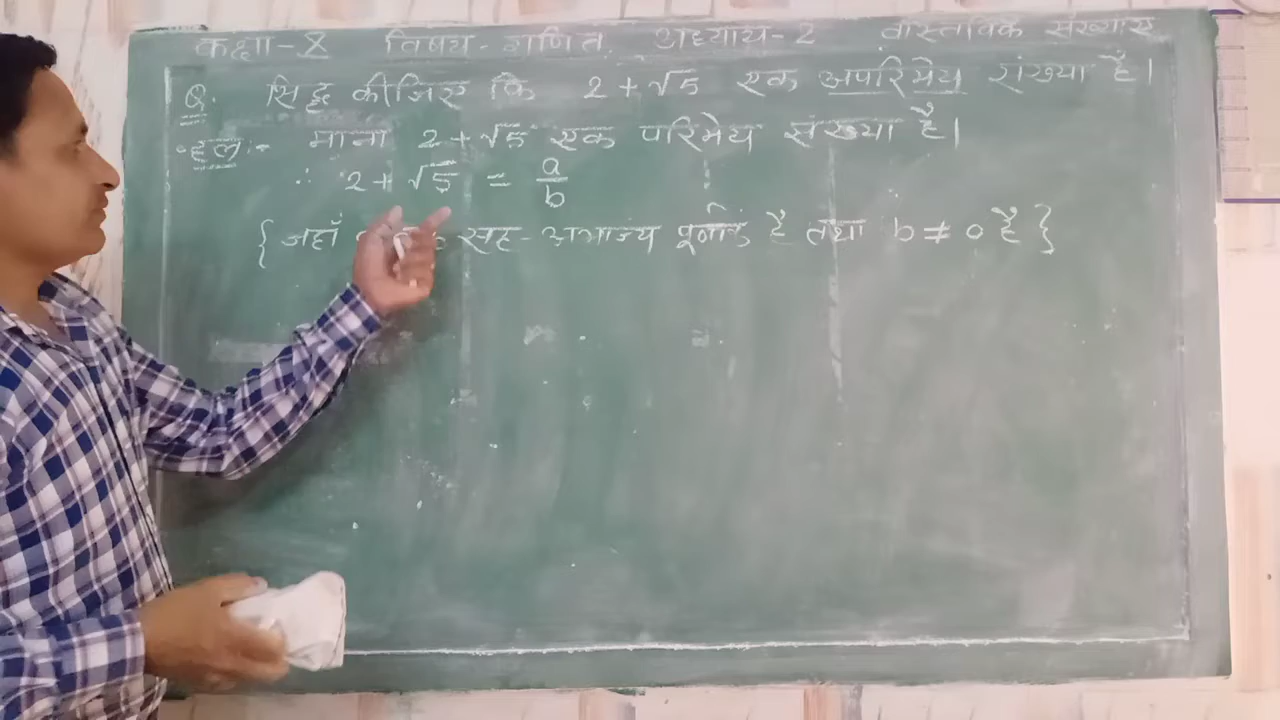 कक्षा-X विषय-गणित. अध्याय-2 वास्तविक संख्याएँ
Q. सिद्ध कीजिए कि 2+√5 एक अपरिमेय संख्या है।
हल:- माना 2+√5 एक परिमेय संख्या है।
∴ 2+√5 = a/b
{जहाँ सह-अभाज्य पूर्णांक है तथा b ≠ 0 है}